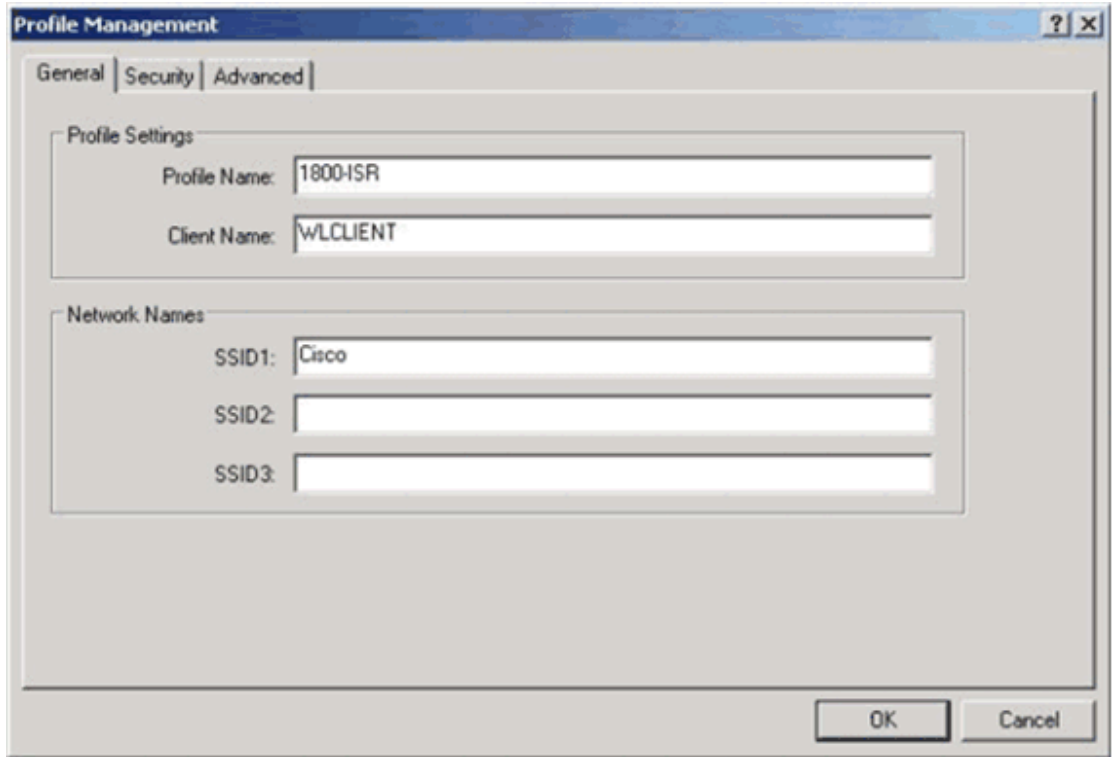 Profile Management
General Security Advanced
Profile Settings
Profile Name: 1800-ISR
Client Name: WLCLIENT
Network Names
SSID1: Cisco
SSID2:
SSID3:
OK Cancel